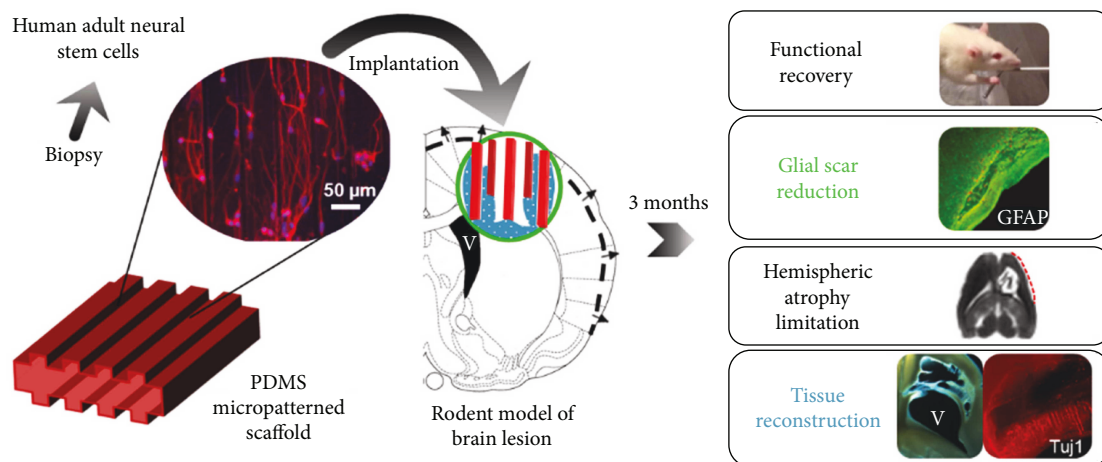 Human adult neural
stem cells
Biopsy
50 µm
Implantation
PDMS
micropatterned
scaffold
V
Rodent model of
brain lesion
3 months
Functional
recovery
Glial scar
reduction
GFAP
Hemispheric
atrophy
limitation
Tissue
reconstruction
V
Tuj1